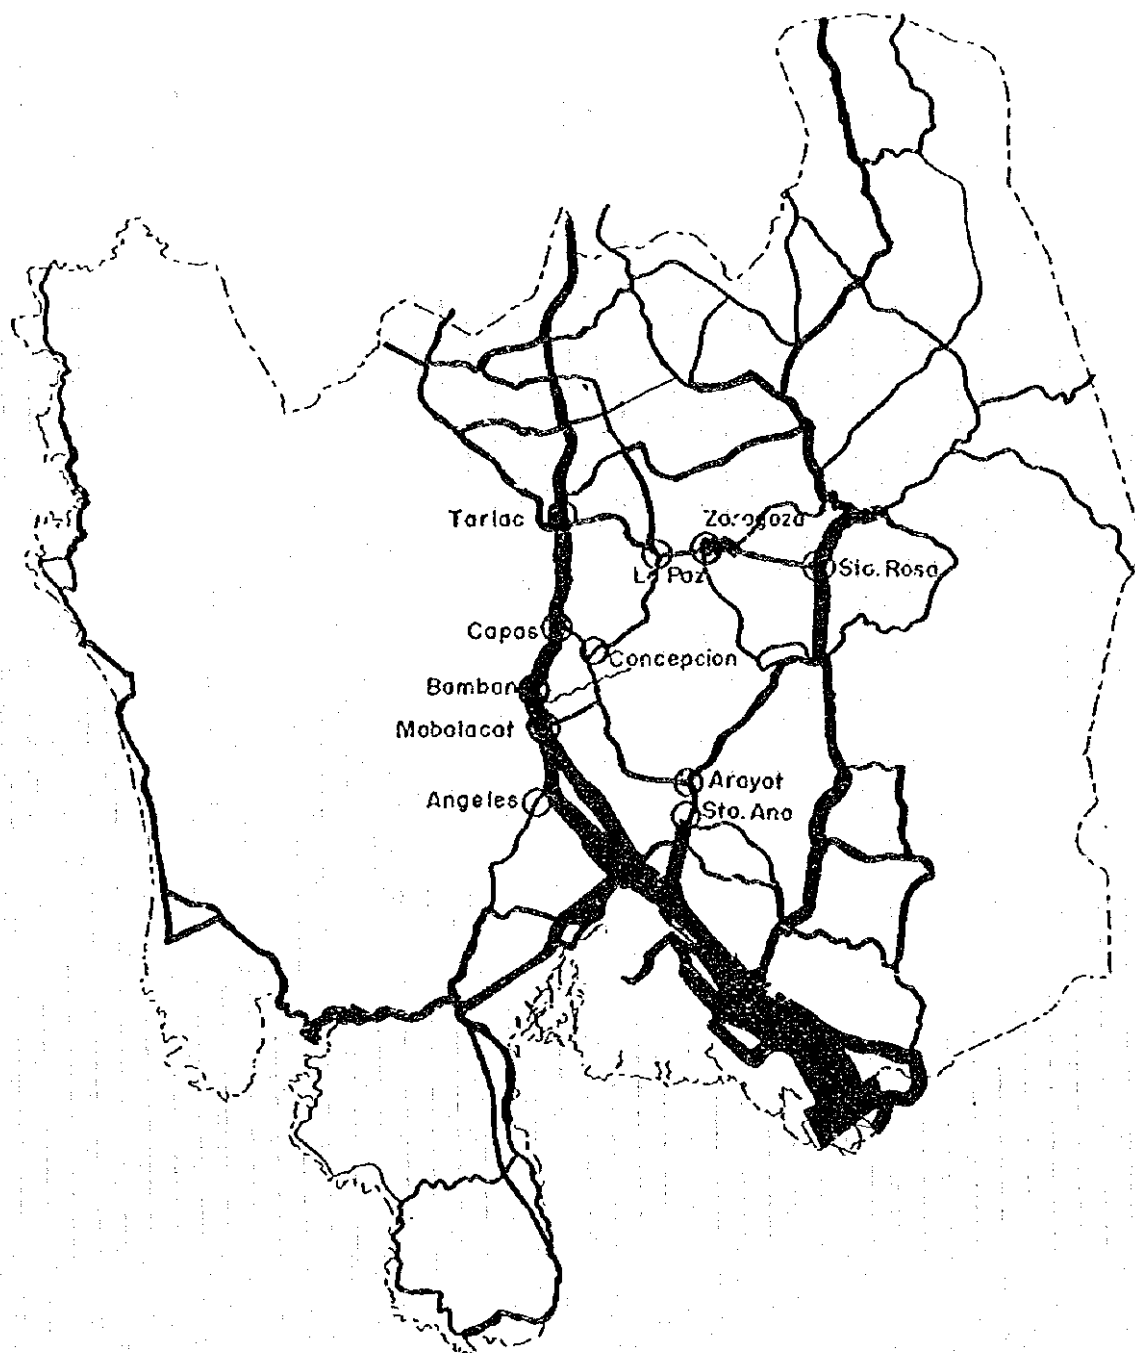 Tarlac
Zaragoza
La Paz
Sta. Rosa
Capas
Concepcion
Bamban
Mabalacat
Arayat
Angeles
Sta. Ana